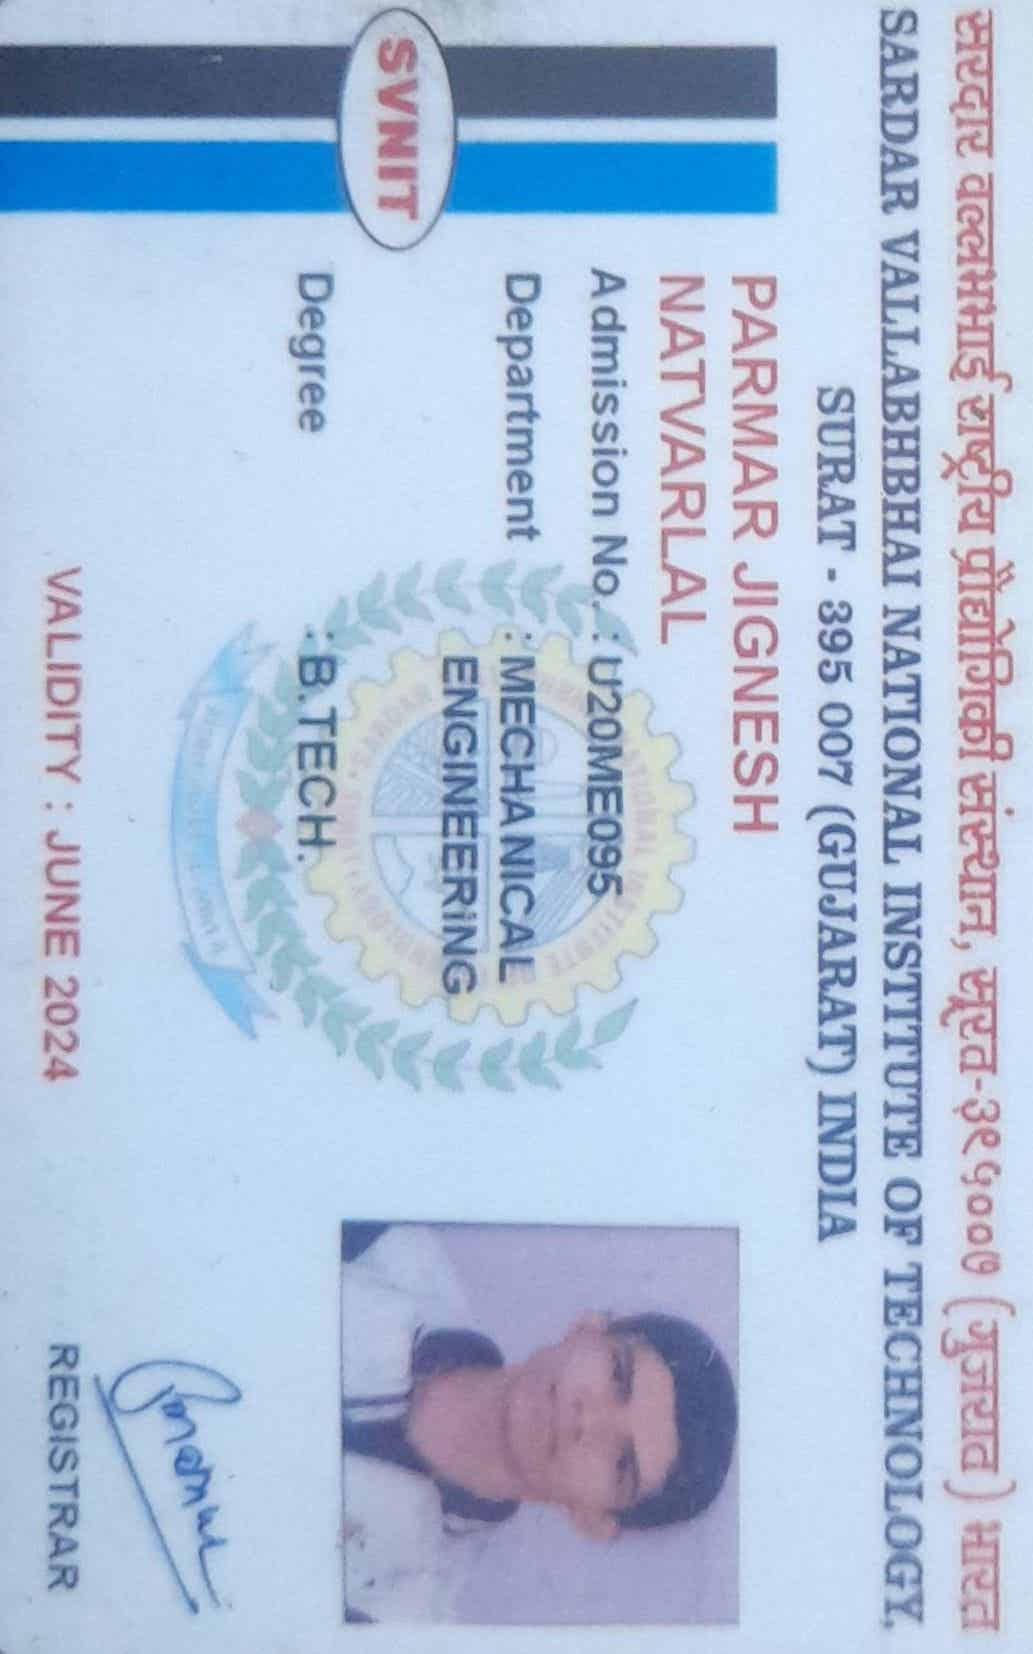 सरदार वल्लभभाई राष्ट्रीय प्रौद्योगिकी संस्थान, सूरत-३९५००७ (गुजरात) भारत
SARDAR VALLABHBHAI NATIONAL INSTITUTE OF TECHNOLOGY,
SURAT - 395 007 (GUJARAT) INDIA
SVNIT
PARMAR JIGNESH
NATVARLAL
Admission No. : U20ME095
Department : MECHANICAL
ENGINEERING
Degree : B.TECH.
VALIDITY : JUNE 2024
REGISTRAR